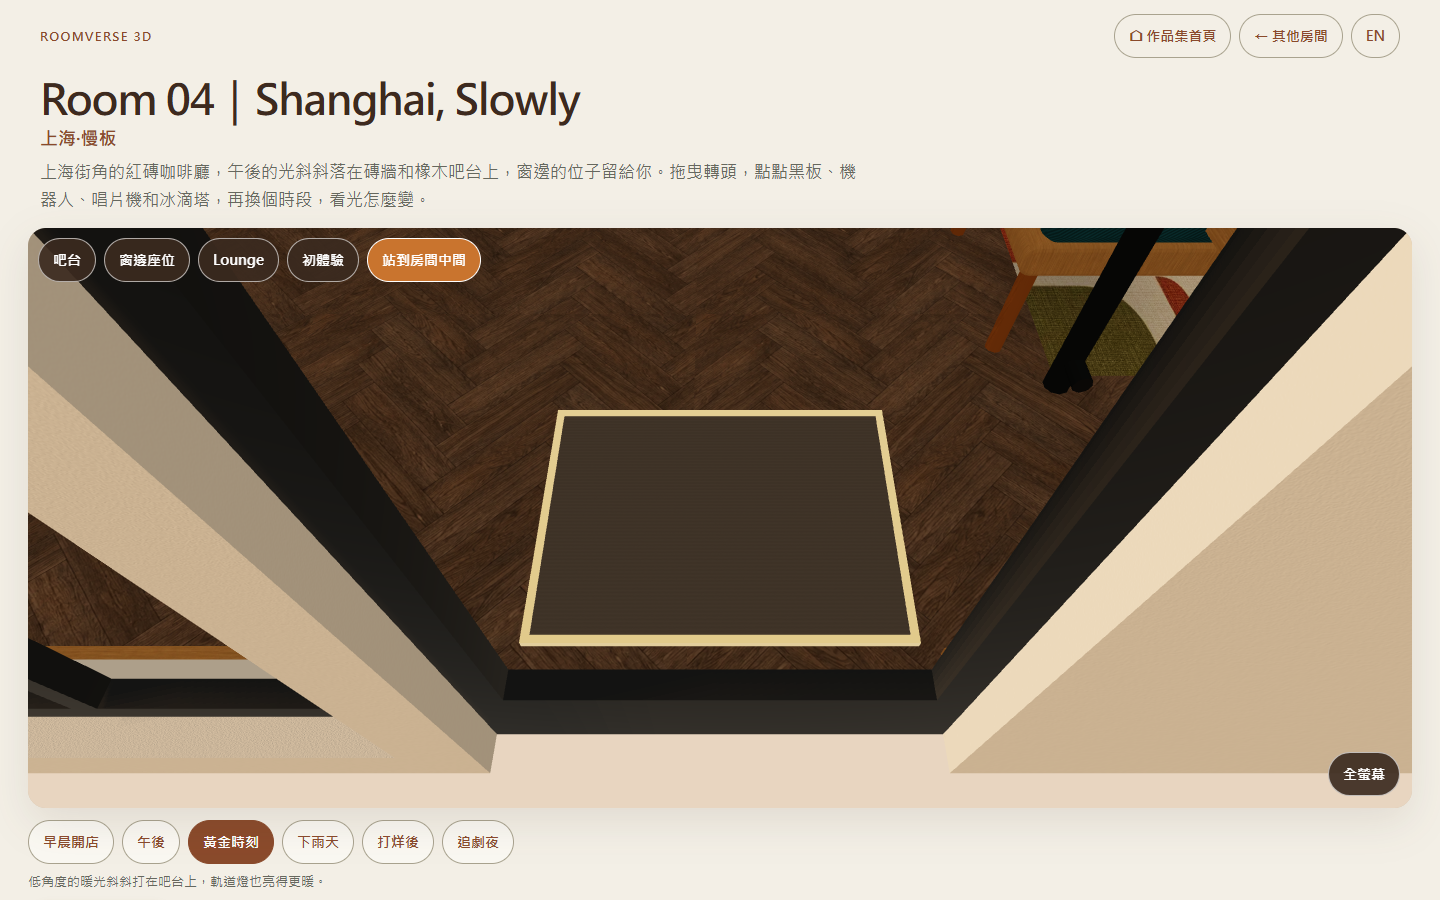 ROOMVERSE 3D
作品集首頁
← 其他房間
EN
Room 04 | Shanghai, Slowly
上海·慢板
上海街角的紅磚咖啡廳，午後的光斜斜落在磚牆和橡木吧台上，窗邊的位子留給你。拖曳轉頭，點點黑板、機
器人、唱片機和冰滴塔，再換個時段，看光怎麼變。
吧台
窗邊座位
Lounge
初體驗
站到房間中間
全螢幕
早晨開店
午後
黃金時刻
下雨天
打烊後
追劇夜
低角度的暖光斜斜打在吧台上，軌道燈也亮得更暖。